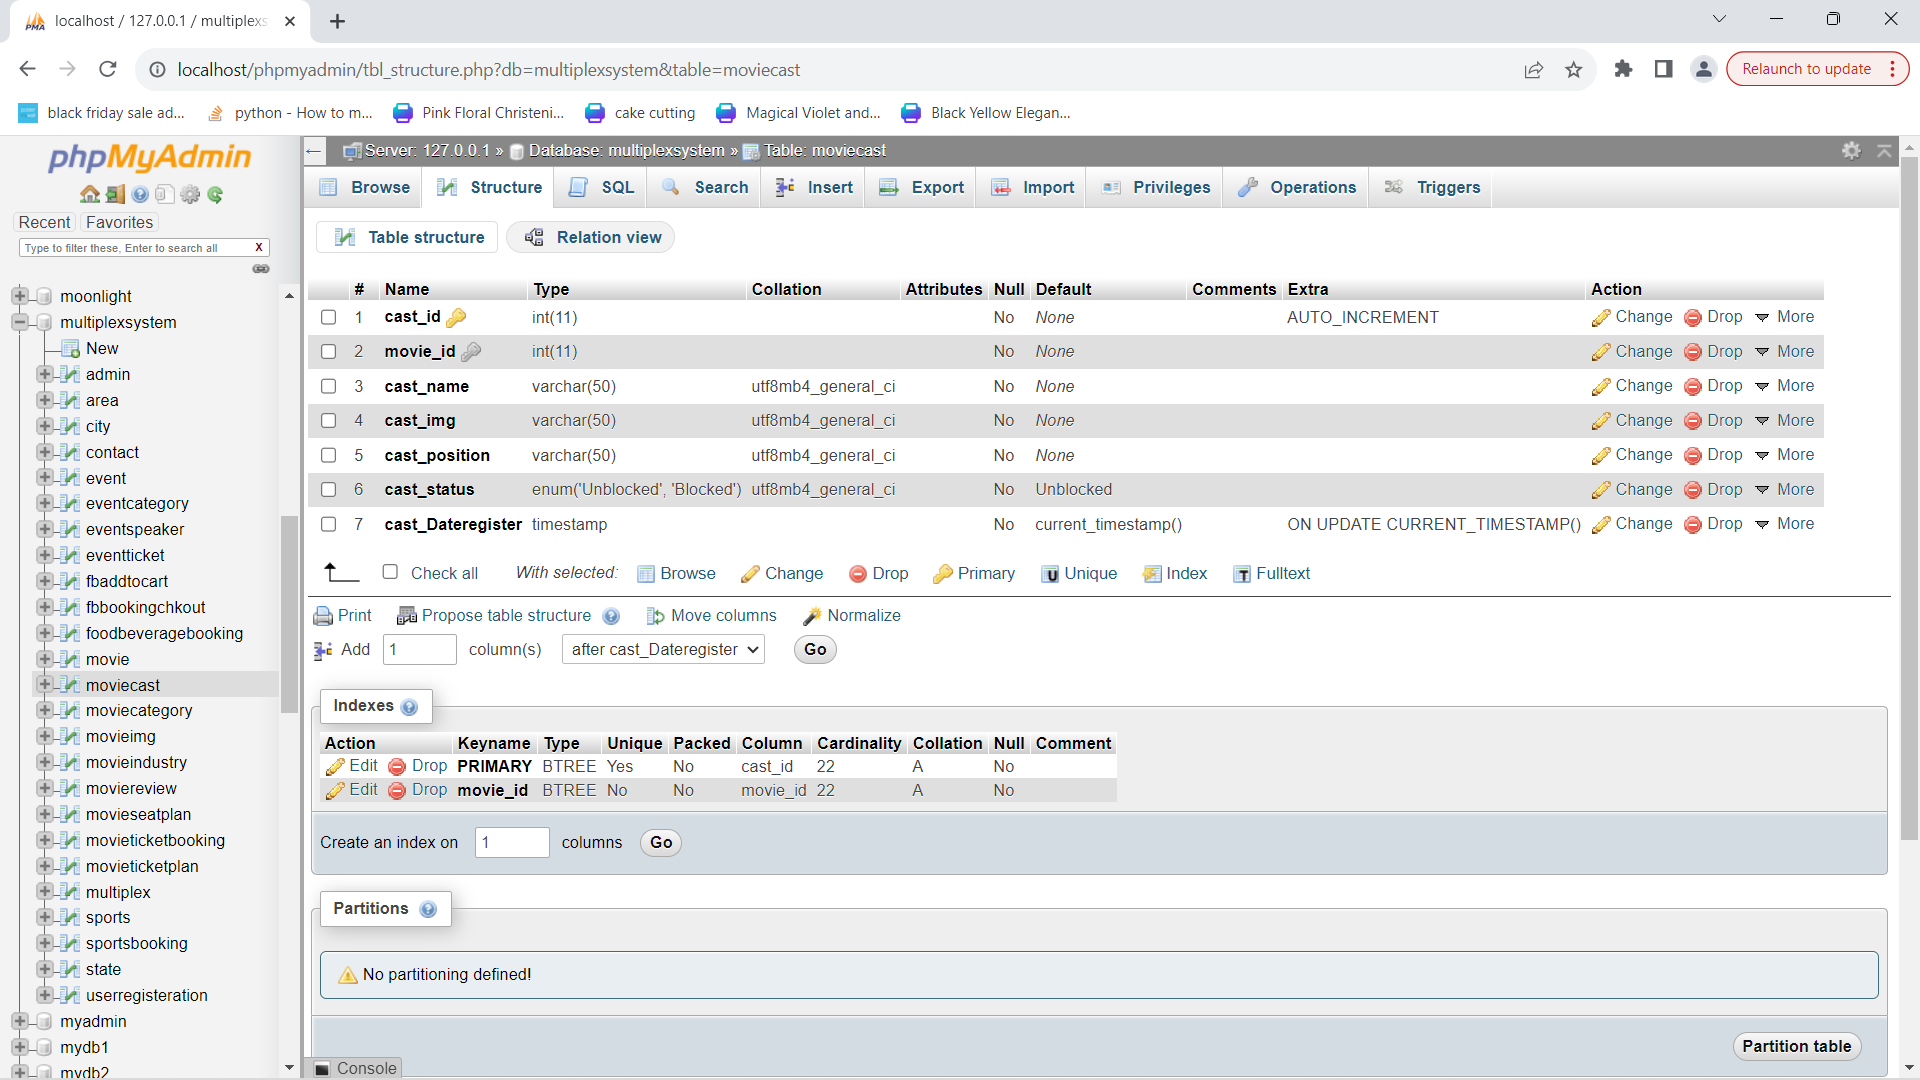 localhost / 127.0.0.1 / multiplexs
localhost/phpmyadmin/tbl_structure.php?db=multiplexsystem&table=moviecast
Relaunch to update
black friday sale ad...
python - How to m...
Pink Floral Christeni...
cake cutting
Magical Violet and...
Black Yellow Elegan...
phpMyAdmin
Recent Favorites
Type to filter these, Enter to search all X
moonlight
multiplexsystem
New
admin
area
city
contact
event
eventcategory
eventspeaker
eventticket
fbaddtocart
fbbookingchkout
foodbeveragebooking
movie
moviecast
moviecategory
movieimg
movieindustry
moviereview
movieseatplan
movieticketbooking
movieticketplan
multiplex
sports
sportsbooking
state
userregisteration
myadmin
mydb1
mydb2
Server: 127.0.0.1 » Database: multiplexsystem » Table: moviecast
Browse Structure SQL Search Insert Export Import Privileges Operations Triggers
Table structure Relation view
# Name Type Collation Attributes Null Default Comments Extra Action
1 cast_id int(11) No None AUTO_INCREMENT Change Drop More
2 movie_id int(11) No None Change Drop More
3 cast_name varchar(50) utf8mb4_general_ci No None Change Drop More
4 cast_img varchar(50) utf8mb4_general_ci No None Change Drop More
5 cast_position varchar(50) utf8mb4_general_ci No None Change Drop More
6 cast_status enum('Unblocked', 'Blocked') utf8mb4_general_ci No Unblocked Change Drop More
7 cast_Dateregister timestamp No current_timestamp() ON UPDATE CURRENT_TIMESTAMP() Change Drop More
Check all With selected: Browse Change Drop Primary Unique Index Fulltext
Print Propose table structure Move columns Normalize
Add 1 column(s) after cast_Dateregister Go
Indexes
Action Keyname Type Unique Packed Column Cardinality Collation Null Comment
Edit Drop PRIMARY BTREE Yes No cast_id 22 A No
Edit Drop movie_id BTREE No No movie_id 22 A No
Create an index on 1 columns Go
Partitions
No partitioning defined!
Partition table
Console